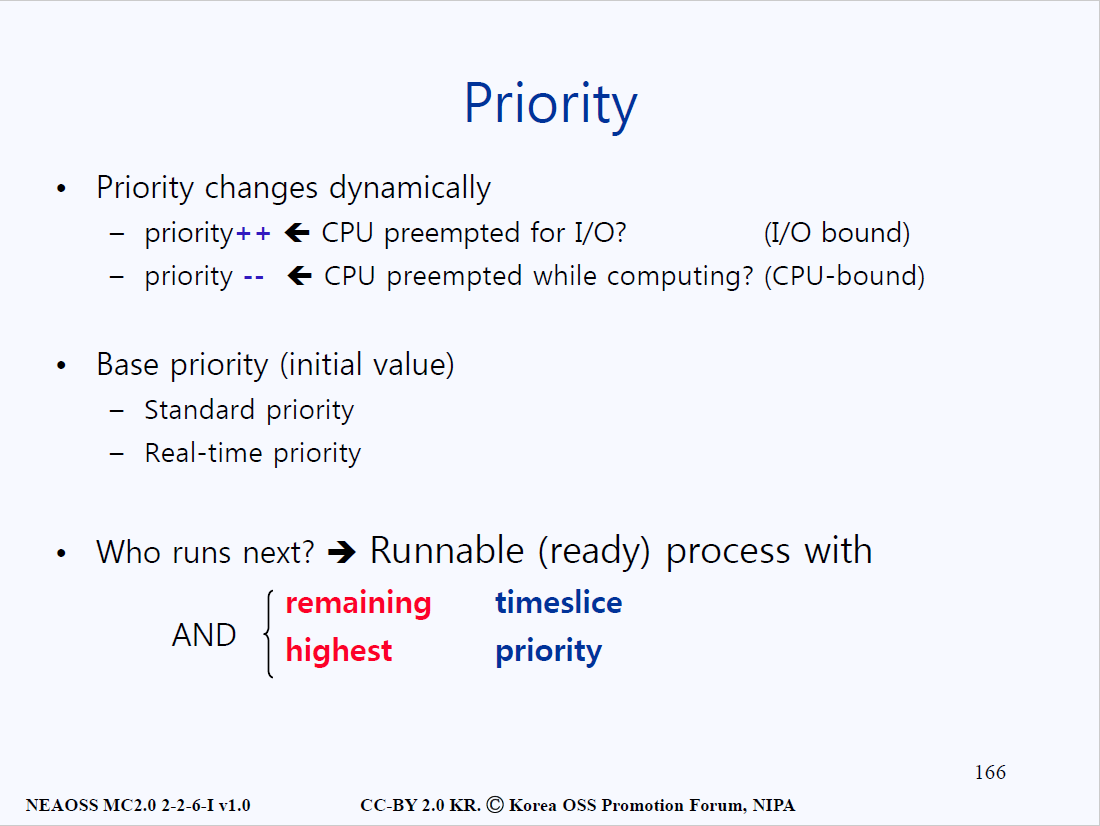 Priority
• Priority changes dynamically
– priority++ 🡸 CPU preempted for I/O? (I/O bound)
– priority -- 🡸 CPU preempted while computing? (CPU-bound)
• Base priority (initial value)
– Standard priority
– Real-time priority
• Who runs next? ➔ Runnable (ready) process with
remaining timeslice
AND
highest priority
166
NEAOSS MC2.0 2-2-6-I v1.0 CC-BY 2.0 KR. Ⓒ Korea OSS Promotion Forum, NIPA